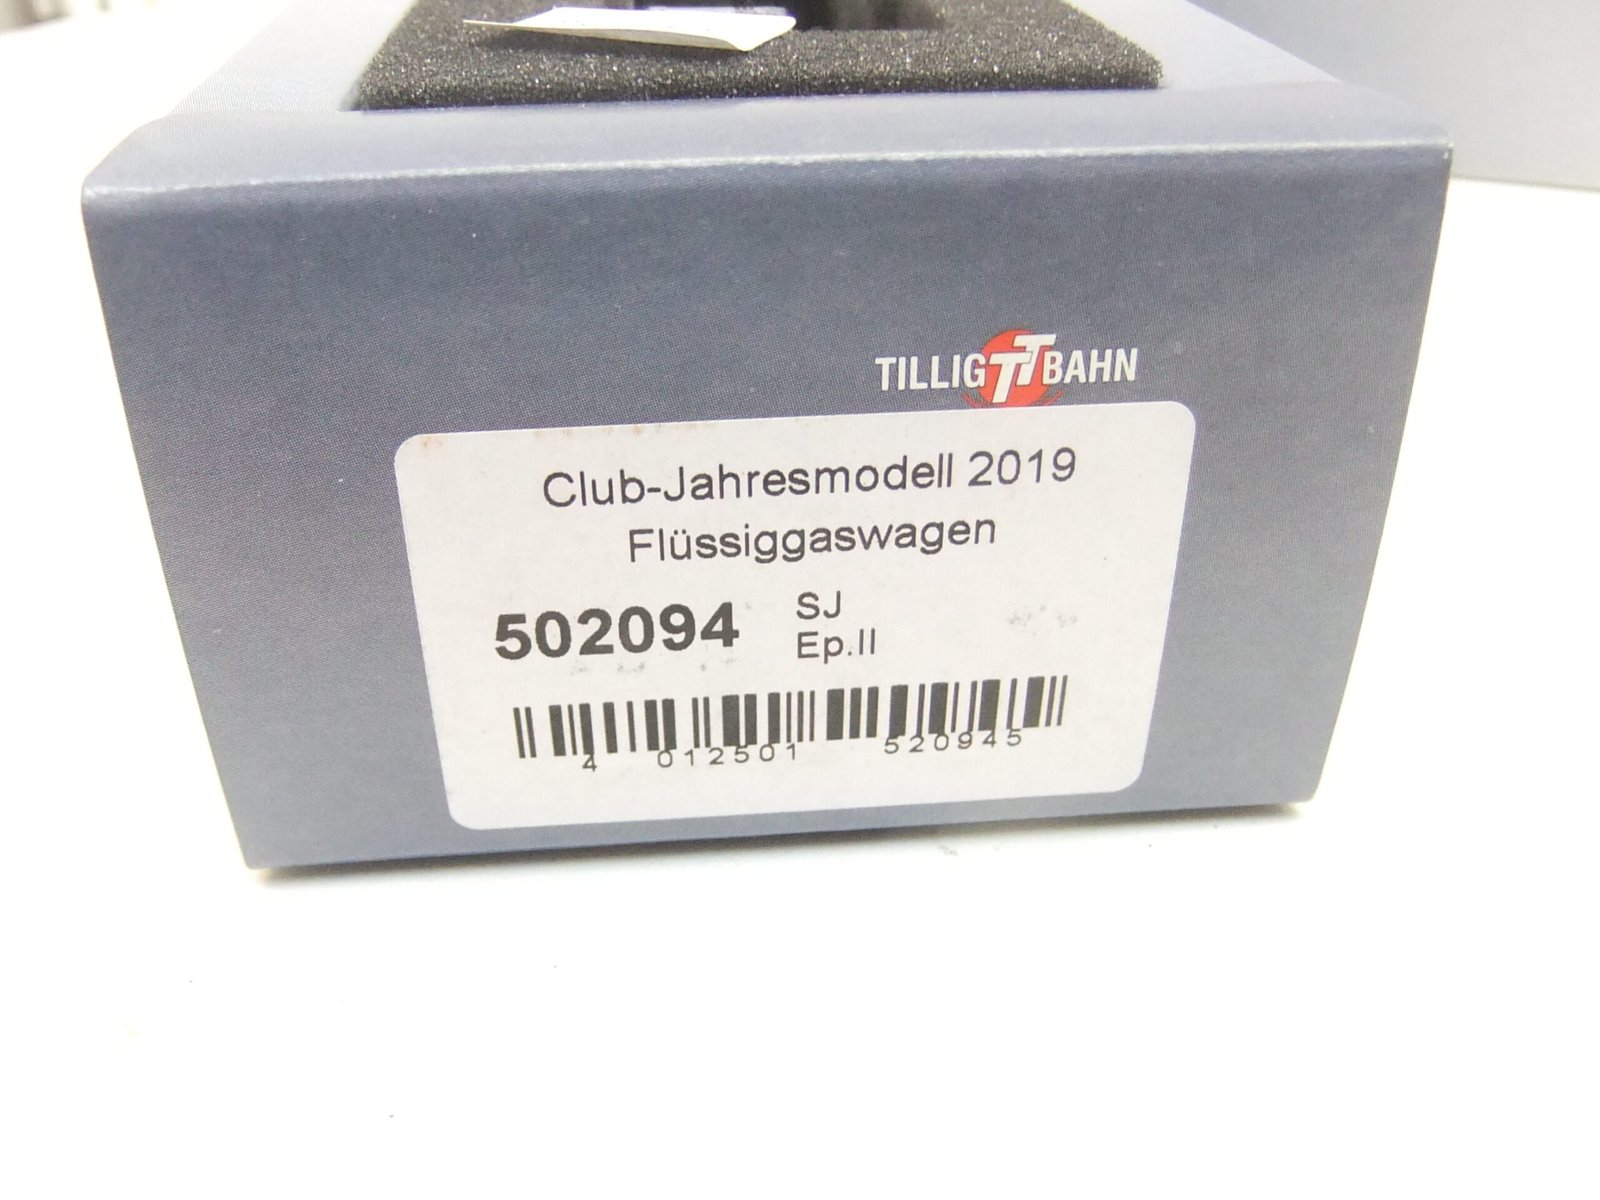 TILLIG TT BAHN
Club-Jahresmodell 2019
Flüssiggaswagen
502094
SJ
Ep.II
4 012501 520945